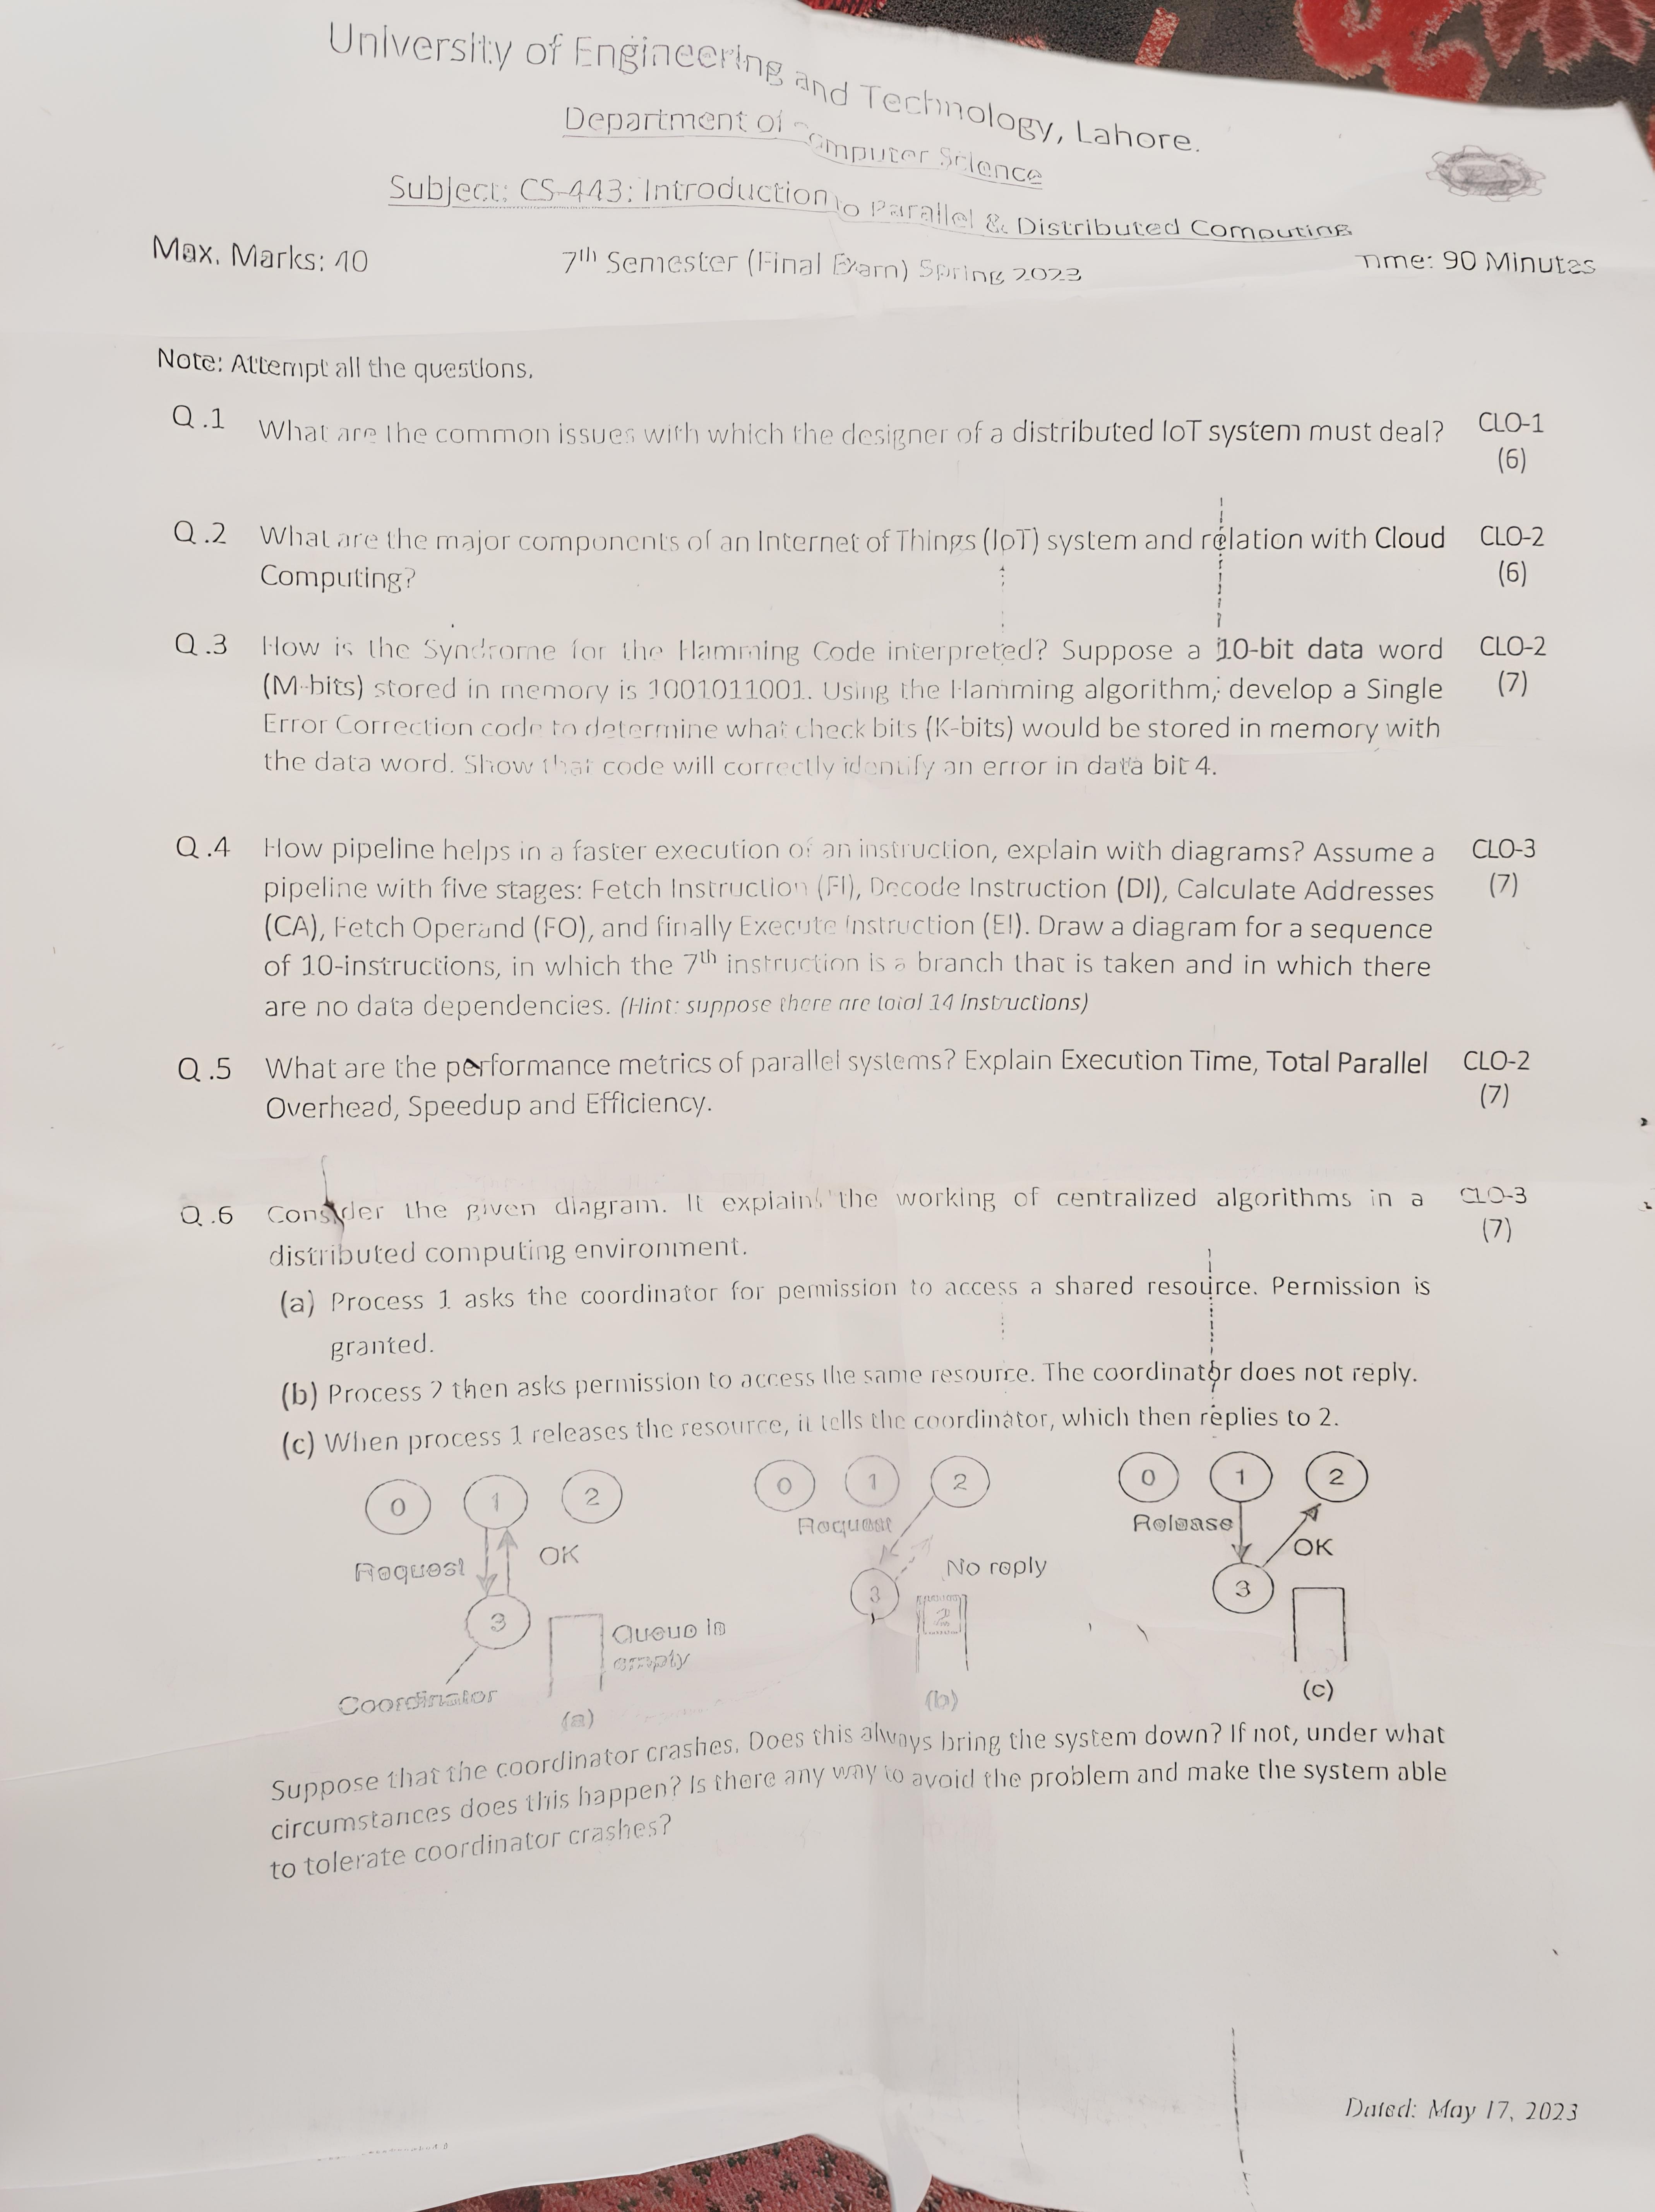 University of Engineering and Technology, Lahore.
Department of Computer Science
Subject: CS-443: Introduction to Parallel & Distributed Computing
Max. Marks: 40 7th Semester (Final Exam) Spring 2023 Time: 90 Minutes
Note: Attempt all the questions.
Q.1 What are the common issues with which the designer of a distributed IoT system must deal? CLO-1
(6)
Q.2 What are the major components of an Internet of Things (IoT) system and relation with Cloud CLO-2
Computing? (6)
Q.3 How is the Syndrome for the Hamming Code interpreted? Suppose a 10-bit data word CLO-2
(M-bits) stored in memory is 1001011001. Using the Hamming algorithm, develop a Single (7)
Error Correction code to determine what check bits (K-bits) would be stored in memory with
the data word. Show that code will correctly identify an error in data bit 4.
Q.4 How pipeline helps in a faster execution of an instruction, explain with diagrams? Assume a CLO-3
pipeline with five stages: Fetch Instruction (FI), Decode Instruction (DI), Calculate Addresses (7)
(CA), Fetch Operand (FO), and finally Execute Instruction (EI). Draw a diagram for a sequence
of 10-instructions, in which the 7th instruction is a branch that is taken and in which there
are no data dependencies. (Hint: suppose there are total 14 instructions)
Q.5 What are the performance metrics of parallel systems? Explain Execution Time, Total Parallel CLO-2
Overhead, Speedup and Efficiency. (7)
Q.6 Consider the given diagram. It explains the working of centralized algorithms in a CLO-3
distributed computing environment. (7)
(a) Process 1 asks the coordinator for permission to access a shared resource. Permission is
granted.
(b) Process 2 then asks permission to access the same resource. The coordinator does not reply.
(c) When process 1 releases the resource, it tells the coordinator, which then replies to 2.
0 1 2 0 1 2 0 1 2
Request OK Request No reply Release OK
3 3 2 3
Queue is
empty
Coordinator
(a) (b) (c)
Suppose that the coordinator crashes. Does this always bring the system down? If not, under what
circumstances does this happen? Is there any way to avoid the problem and make the system able
to tolerate coordinator crashes?
Dated: May 17, 2023